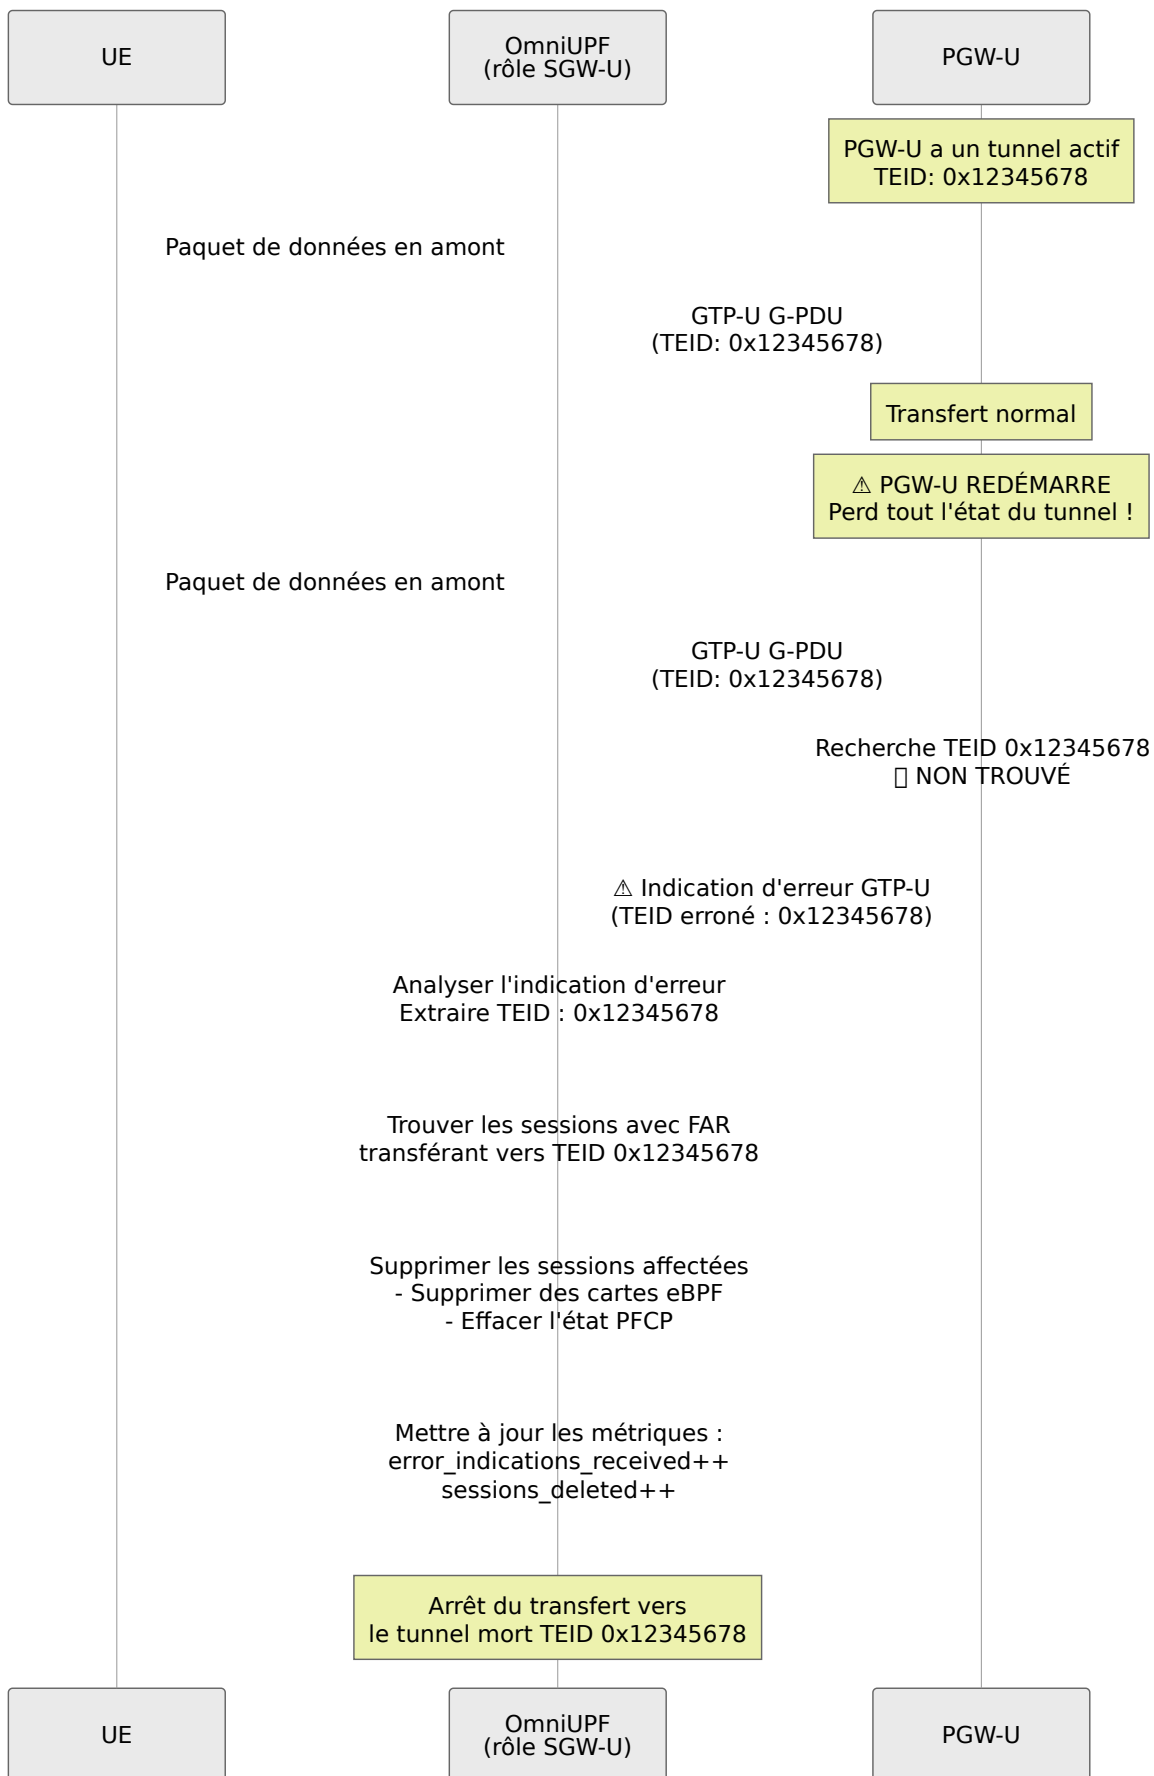 UE
OmniUPF
(rôle SGW-U)
PGW-U
PGW-U a un tunnel actif
TEID: 0x12345678
Paquet de données en amont
GTP-U G-PDU
(TEID: 0x12345678)
Transfert normal
⚠ PGW-U REDÉMARRE
Perd tout l'état du tunnel !
Paquet de données en amont
GTP-U G-PDU
(TEID: 0x12345678)
Recherche TEID 0x12345678
▯ NON TROUVÉ
⚠ Indication d'erreur GTP-U
(TEID erroné : 0x12345678)
Analyser l'indication d'erreur
Extraire TEID : 0x12345678
Trouver les sessions avec FAR
transférant vers TEID 0x12345678
Supprimer les sessions affectées
- Supprimer des cartes eBPF
- Effacer l'état PFCP
Mettre à jour les métriques :
error_indications_received++
sessions_deleted++
Arrêt du transfert vers
le tunnel mort TEID 0x12345678
UE
OmniUPF
(rôle SGW-U)
PGW-U